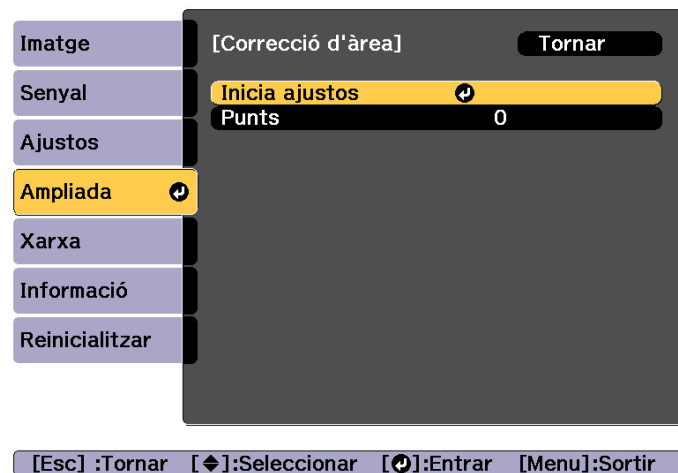 Imatge
Senyal
Ajustos
Ampliada
Xarxa
Informació
Reinicialitzar
[Correcció d'àrea] Tornar
Inicia ajustos
Punts 0
[Esc] :Tornar [◆]:Seleccionar [↵]:Entrar [Menu]:Sortir